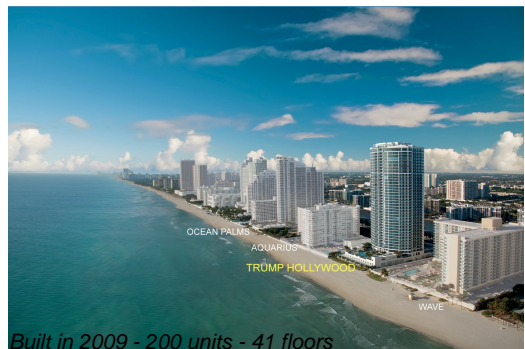 OCEAN PALMS
AQUARIUS
TRUMP HOLLYWOOD
WAVE
Built in 2009 - 200 units - 41 floors